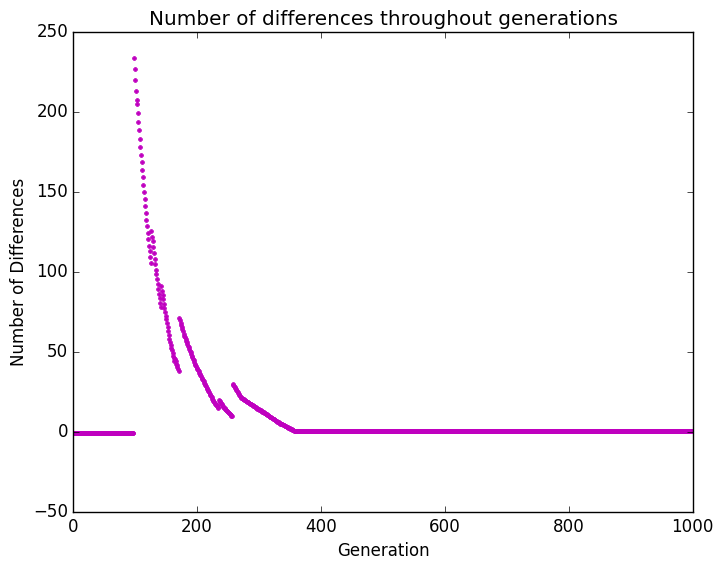 Number of differences throughout generations
250
200
150
100
50
0
−50
Number of Differences
0 200 400 600 800 1000
Generation